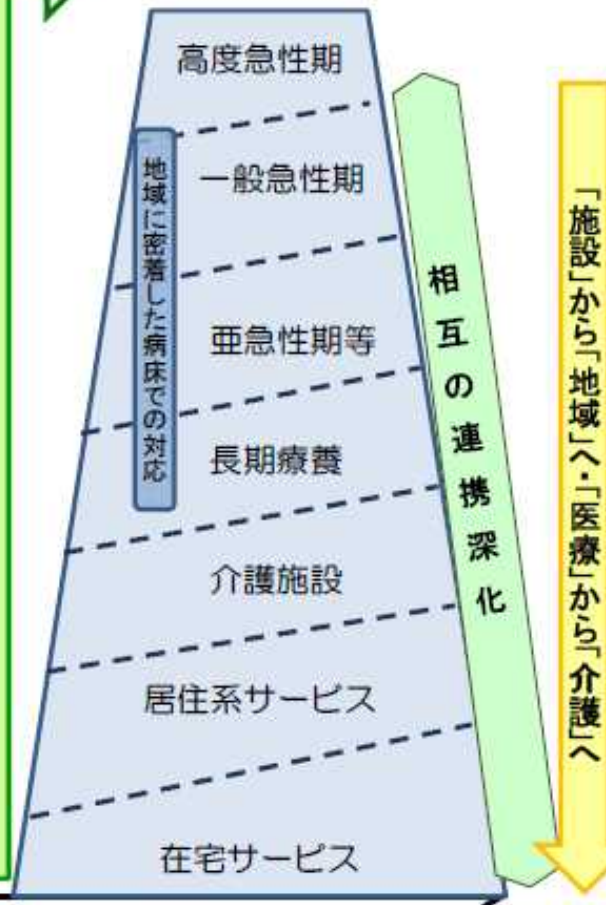 高度急性期
一般急性期
地域に密着した病床での対応
亜急性期等
長期療養
介護施設
居住系サービス
在宅サービス
相互の連携深化
「施設」から「地域」へ・「医療」から「介護」へ